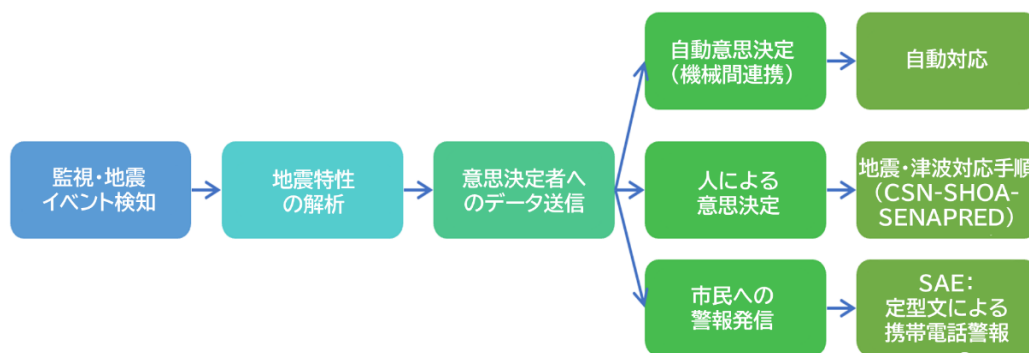 監視・地震
イベント検知
地震特性
の解析
意思決定者へ
のデータ送信
自動意思決定
（機械間連携）
自動対応
人による
意思決定
地震・津波対応手順
（CSN-SHOA-
SENAPRED）
市民への
警報発信
SAE：
定型文による
携帯電話警報